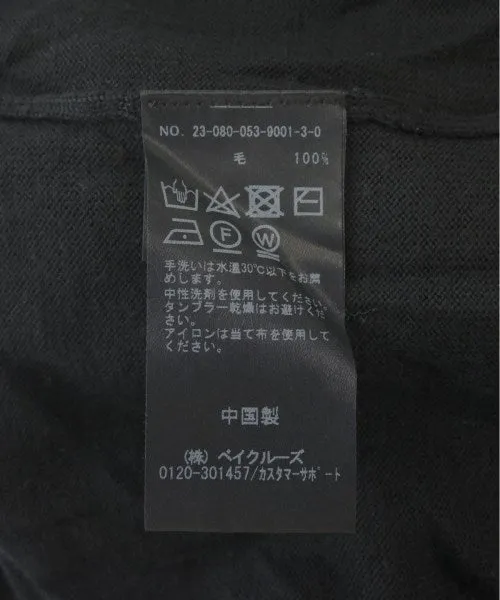 NO. 23-080-053-9001-3-0
毛 100%
F W
手洗いは水温30℃以下をお薦
めします。
中性洗剤を使用してください。
タンブラー乾燥はお避けくだ
さい。
アイロンは当て布を使用して
ください。
中国製
(株) ベイクルーズ
0120-301457/カスタマーサポート